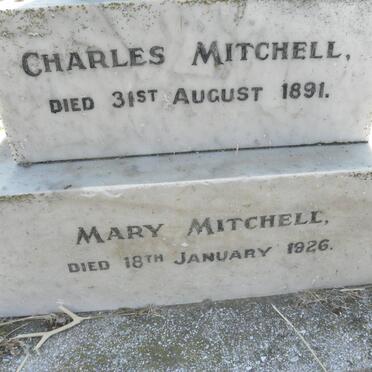 CHARLES MITCHELL,
DIED 31ST AUGUST 1891.
MARY MITCHELL,
DIED 18TH JANUARY 1926.